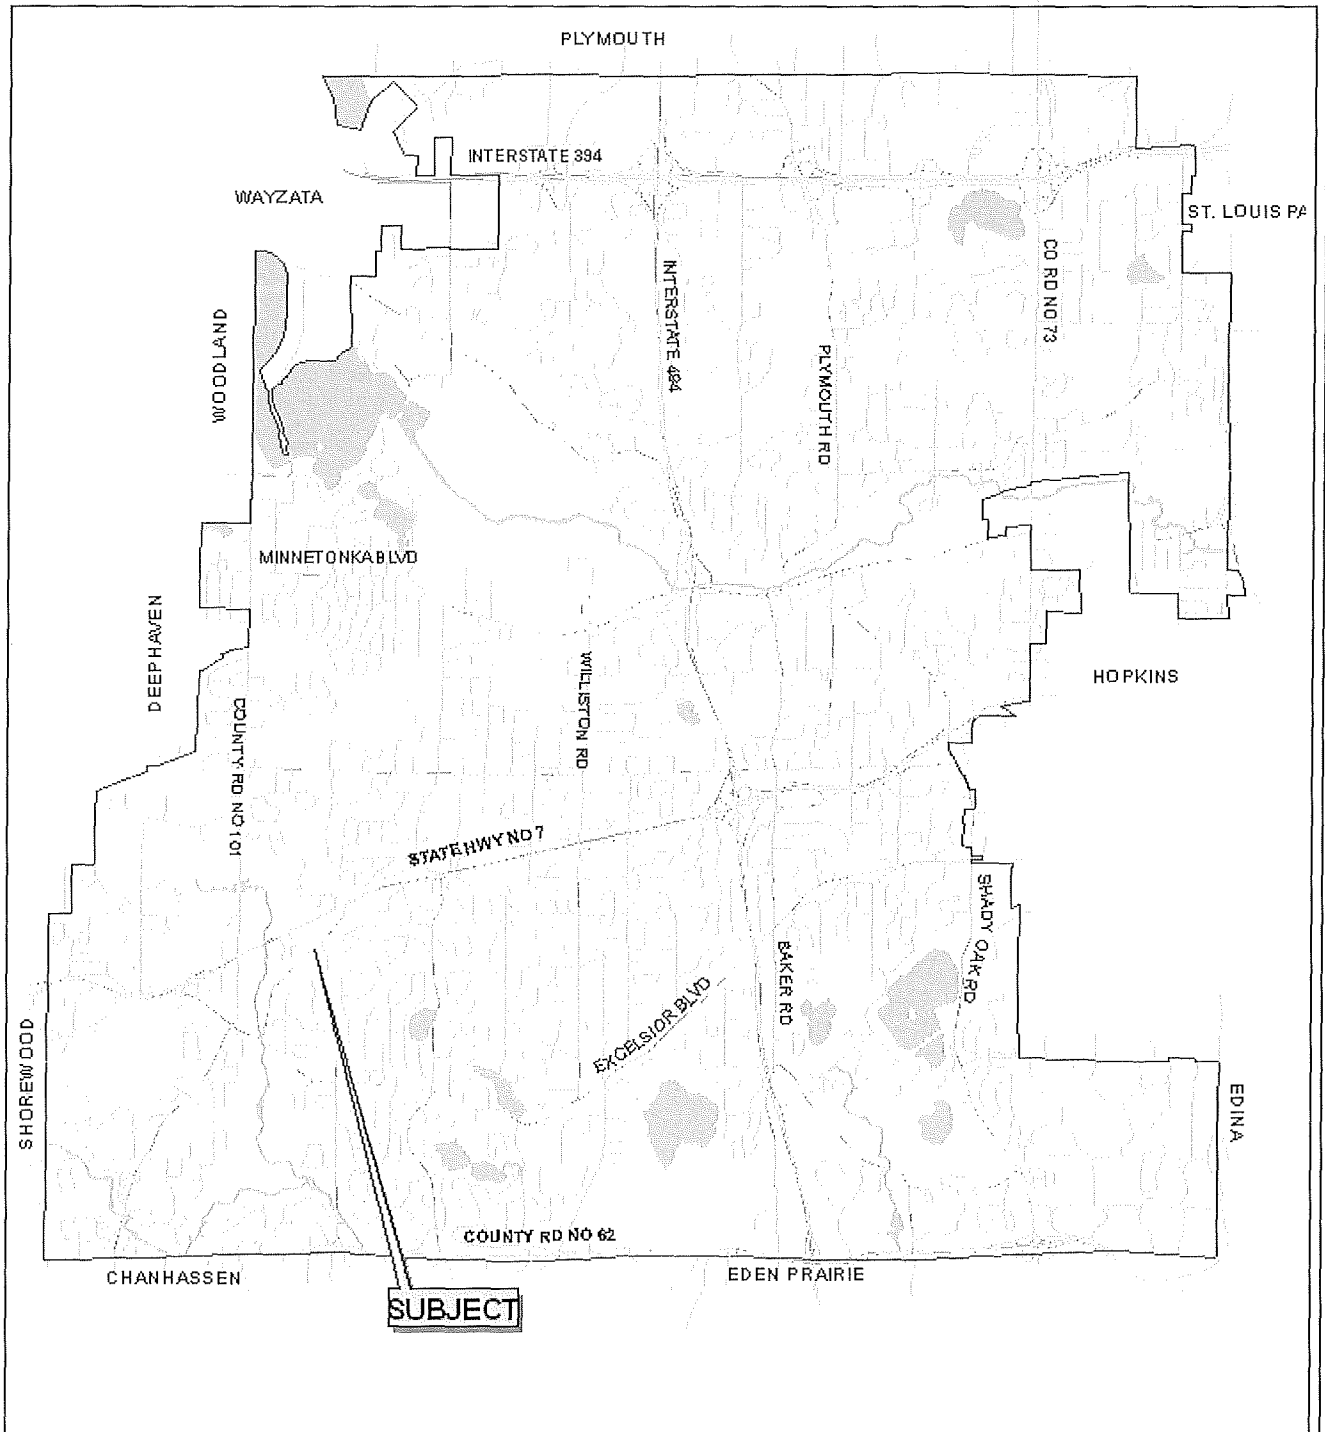 PLYMOUTH
INTERSTATE 394
WAYZATA
ST. LOUIS PA
CO RD NO 73
INTERSTATE 494
WOODLAND
PLYMOUTH RD
MINNETONKA BLVD
DEEPHAVEN
WILLISTON RD
HOPKINS
COUNTY RD NO 101
STATE HWY NO 7
SHADY OAK RD
BAKER RD
EXCELSIOR BLVD
SHOREWOOD
EDINA
COUNTY RD NO 62
CHANHASSEN
EDEN PRAIRIE
SUBJECT